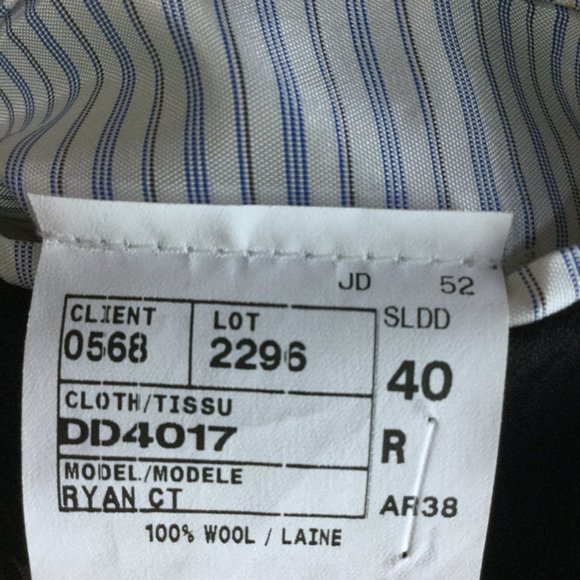 JD 52
CLIENT LOT SLDD
0568 2296
40
CLOTH/TISSU
DD4017 R
MODEL/MODELE
RYAN CT AR38
100% WOOL / LAINE